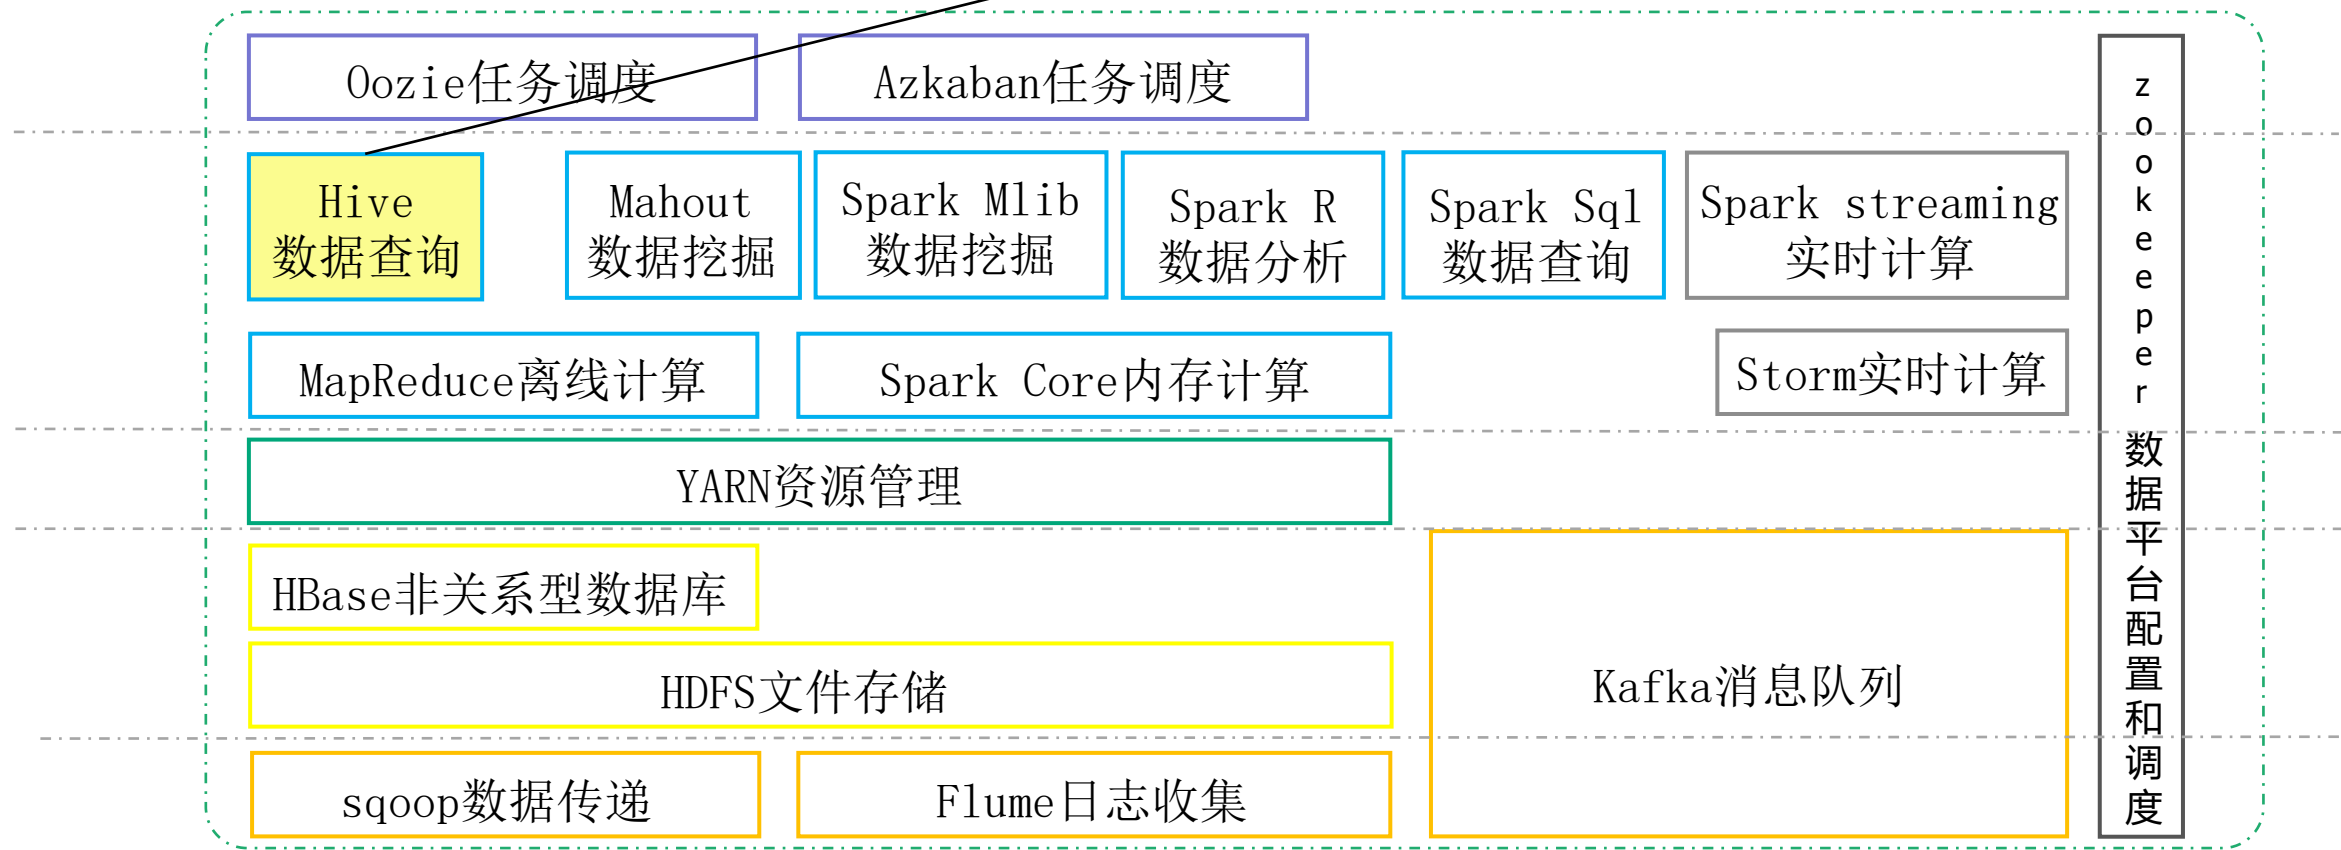 Oozie任务调度
Azkaban任务调度
Hive
数据查询
Mahout
数据挖掘
Spark Mlib
数据挖掘
Spark R
数据分析
Spark Sql
数据查询
Spark streaming
实时计算
MapReduce离线计算
Spark Core内存计算
Storm实时计算
YARN资源管理
HBase非关系型数据库
HDFS文件存储
Kafka消息队列
sqoop数据传递
Flume日志收集
zookeeper数据平台配置和调度